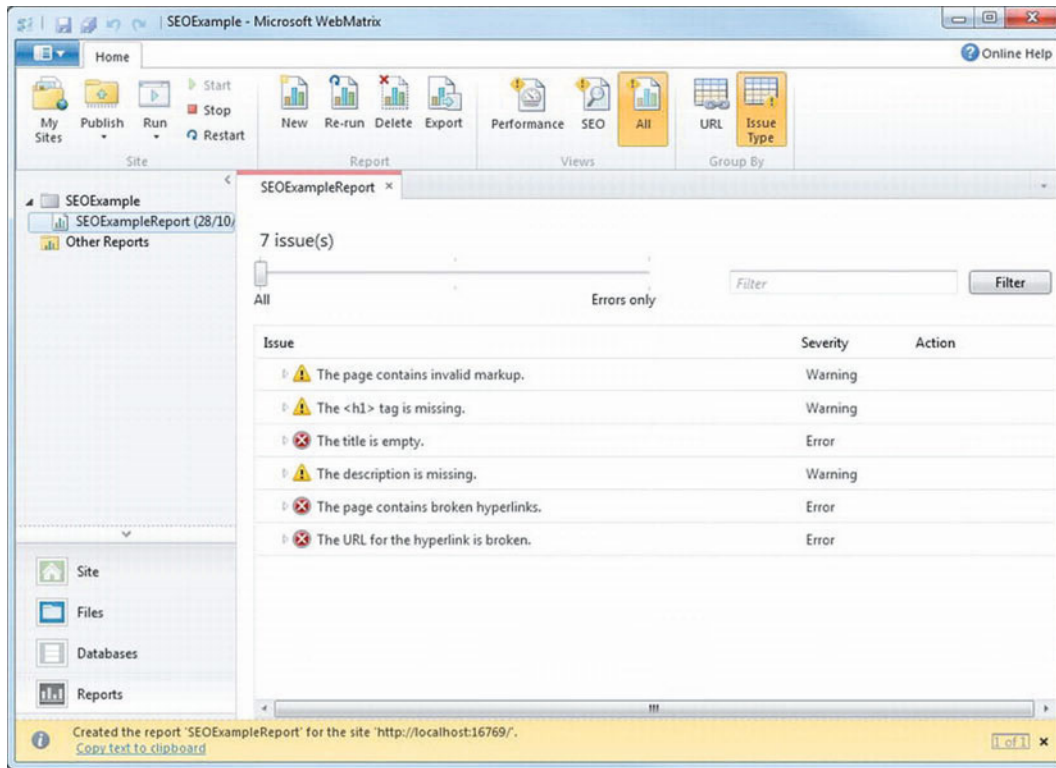 SEOExample - Microsoft WebMatrix
Home
Online Help
My Sites
Publish
Run
Start
Stop
Restart
Site
New
Re-run
Delete
Export
Report
Performance
SEO
All
Views
URL
Issue Type
Group By
SEOExample
SEOExampleReport (28/10/
Other Reports
SEOExampleReport ×
7 issue(s)
All
Errors only
Filter
Filter
Issue Severity Action
The page contains invalid markup. Warning
The <h1> tag is missing. Warning
The title is empty. Error
The description is missing. Warning
The page contains broken hyperlinks. Error
The URL for the hyperlink is broken. Error
Site
Files
Databases
Reports
Created the report 'SEOExampleReport' for the site 'http://localhost:16769/'.
Copy text to clipboard
1 of 1